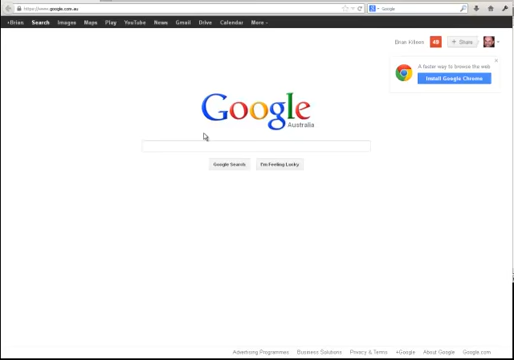 https://www.google.com.au
Google
+Brian Search Images Maps Play YouTube News Gmail Drive Calendar More
Brian Kitson 49 + Share
A faster way to browse the web
Install Google Chrome
Google
Australia
Google Search I'm Feeling Lucky
Advertising Programmes Business Solutions Privacy & Terms +Google About Google Google.com